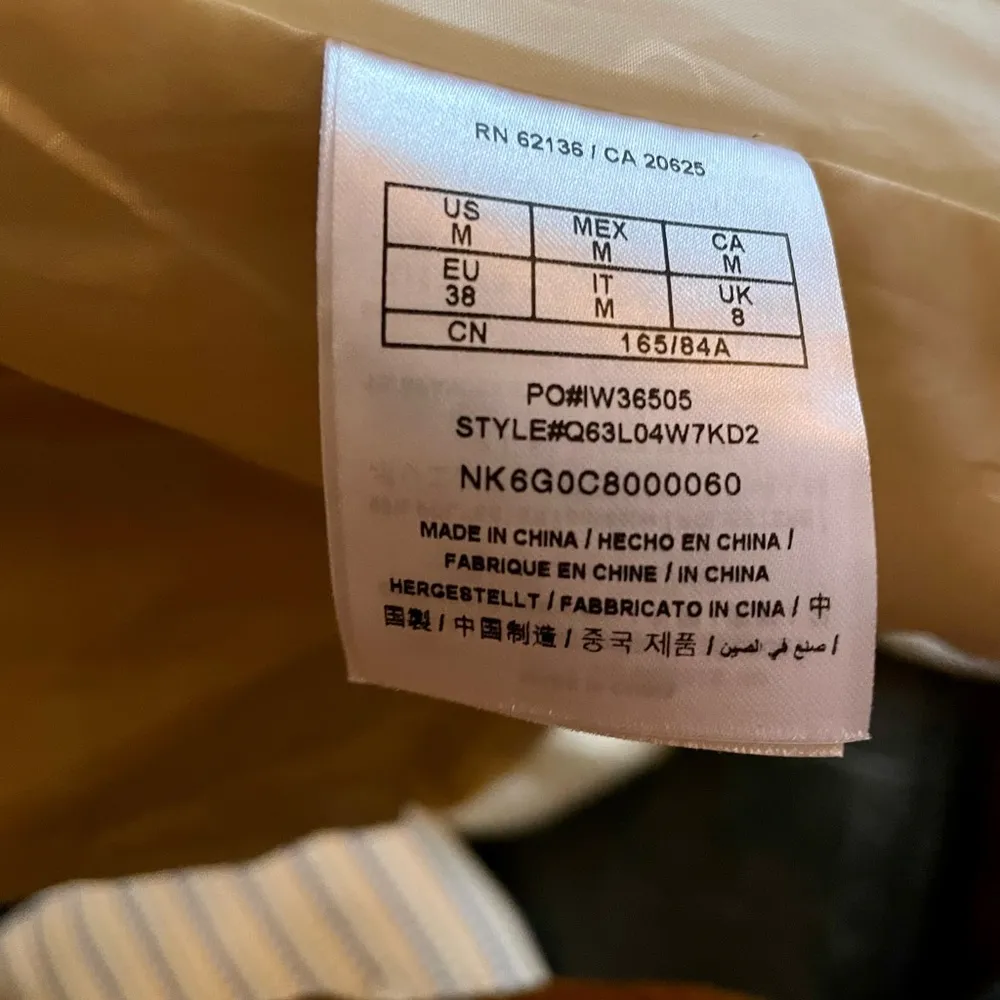 RN 62136 / CA 20625
US MEX CA
M M M
EU IT UK
38 M 8
CN 165/84A
PO#IW36505
STYLE#Q63L04W7KD2
NK6G0C8000060
MADE IN CHINA / HECHO EN CHINA /
FABRIQUE EN CHINE / IN CHINA
HERGESTELLT / FABBRICATO IN CINA / 中
国製 / 中国制造 / 중국 제품 / صنع في الصين /